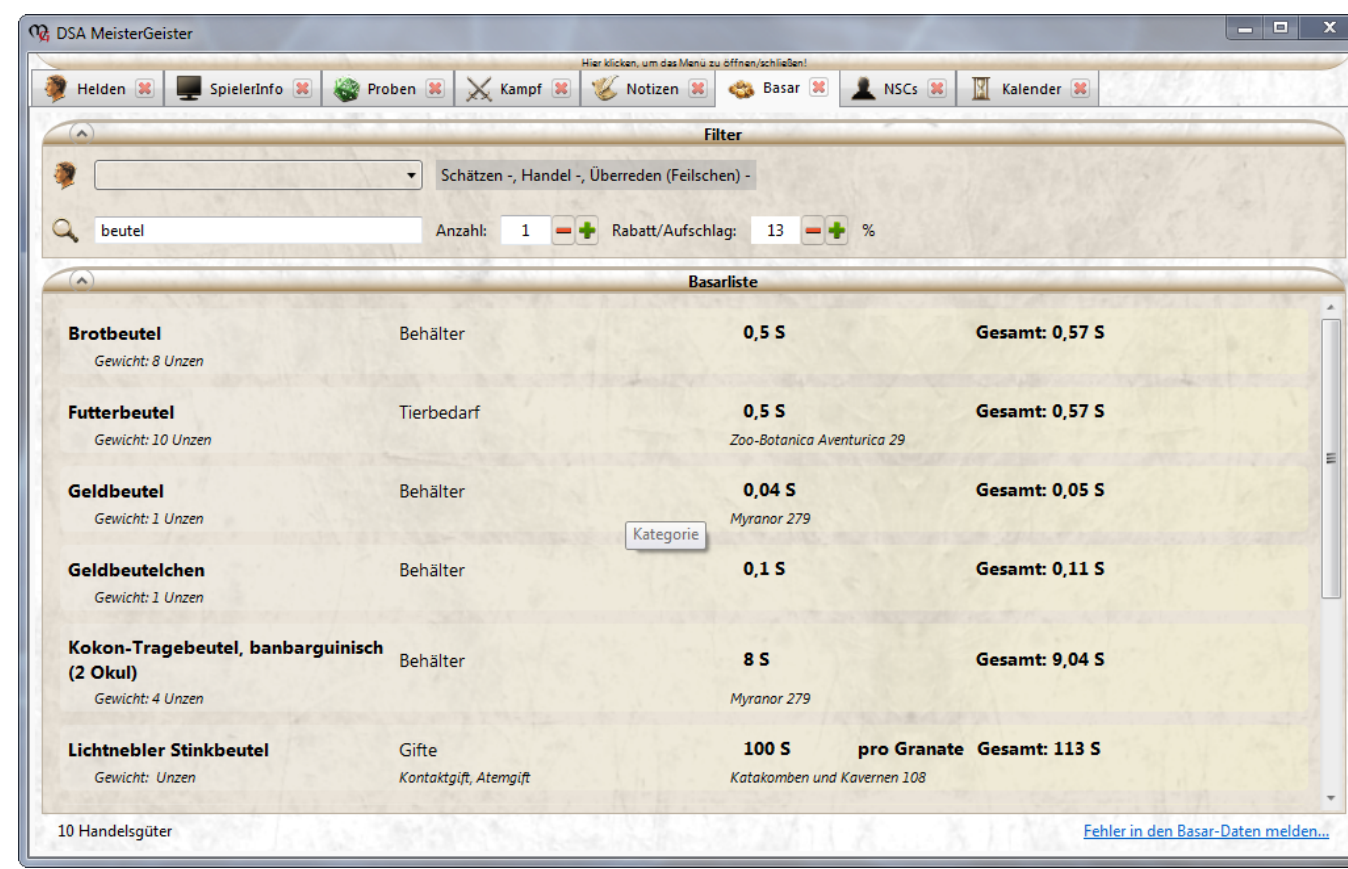 DSA MeisterGeister
Hier klicken, um das Menü zu öffnen/schließen!
Helden SpielerInfo Proben Kampf Notizen Basar NSCs Kalender
Filter
Schätzen -, Handel -, Überreden (Feilschen) -
beutel Anzahl: 1 Rabatt/Aufschlag: 13 %
Basarliste
Brotbeutel Behälter 0,5 S Gesamt: 0,57 S
Gewicht: 8 Unzen
Futterbeutel Tierbedarf 0,5 S Gesamt: 0,57 S
Gewicht: 10 Unzen Zoo-Botanica Aventurica 29
Geldbeutel Behälter 0,04 S Gesamt: 0,05 S
Gewicht: 1 Unzen Myranor 279
Kategorie
Geldbeutelchen Behälter 0,1 S Gesamt: 0,11 S
Gewicht: 1 Unzen
Kokon-Tragebeutel, banbarguinisch
(2 Okul) Behälter 8 S Gesamt: 9,04 S
Gewicht: 4 Unzen Myranor 279
Lichtnebler Stinkbeutel Gifte 100 S pro Granate Gesamt: 113 S
Gewicht: Unzen Kontaktgift, Atemgift Katakomben und Kavernen 108
10 Handelsgüter Fehler in den Basar-Daten melden...